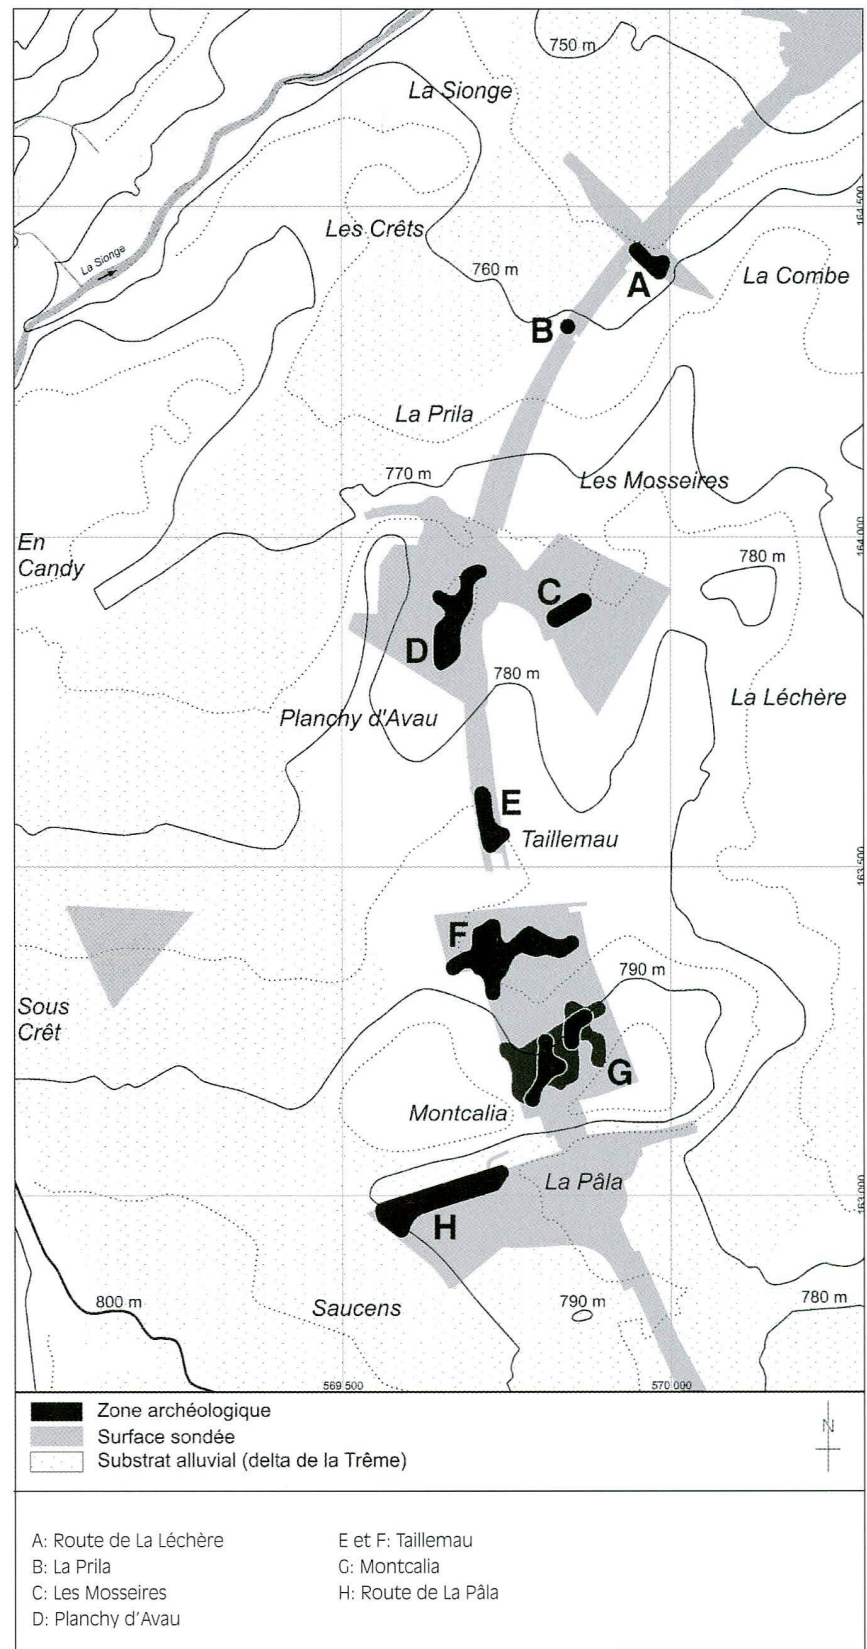 750 m
La Sionge
164 500
Les Crêts
La Sionge
760 m
A
La Combe
B
La Prila
770 m
Les Mosseires
164 000
En
Candy
780 m
C
D
780 m
La Léchère
Planchy d'Avau
E
Taillemau
163 500
F
790 m
Sous
Crêt
G
Montcalia
La Pâla
163 000
H
800 m
Saucens
790 m
780 m
569 500
570 000
Zone archéologique
Surface sondée
Substrat alluvial (delta de la Trême)
N
A: Route de La Léchère
B: La Prila
C: Les Mosseires
D: Planchy d'Avau
E et F: Taillemau
G: Montcalia
H: Route de La Pâla